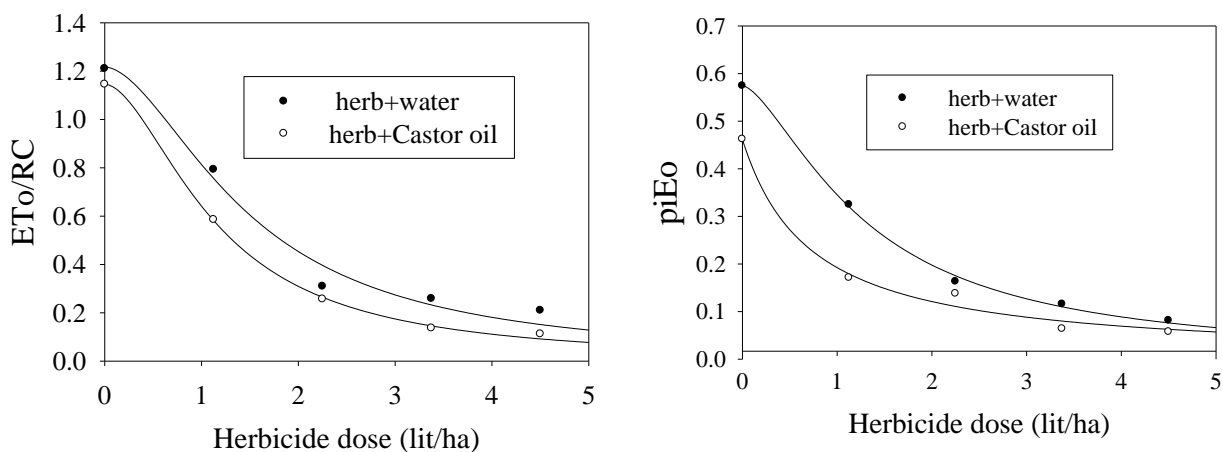 ETo/RC
1.4
1.2
1.0
0.8
0.6
0.4
0.2
0.0
herb+water
herb+Castor oil
0 1 2 3 4 5
Herbicide dose (lit/ha)
piEo
0.7
0.6
0.5
0.4
0.3
0.2
0.1
0.0
herb+water
herb+Castor oil
0 1 2 3 4 5
Herbicide dose (lit/ha)